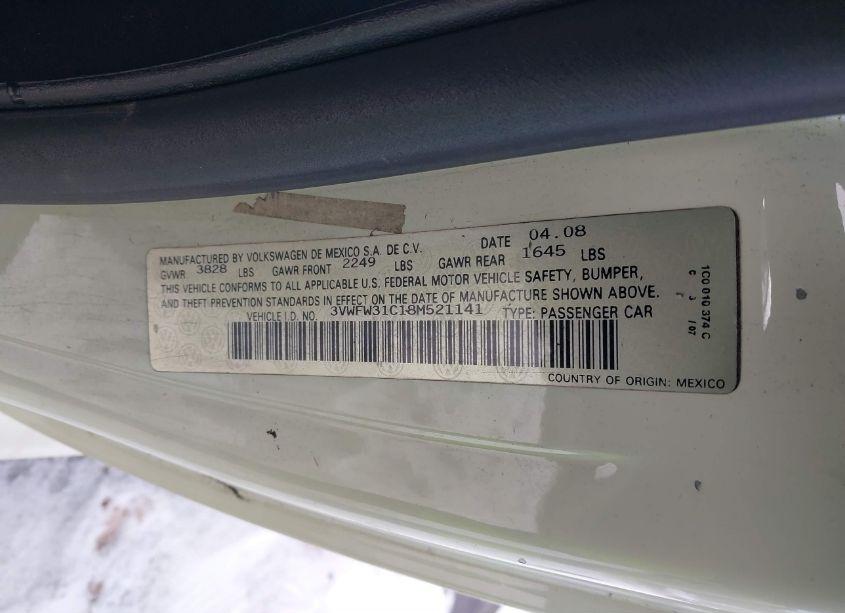 MANUFACTURED BY VOLKSWAGEN DE MEXICO S.A. DE C.V. DATE 04.08
GVWR 3828 LBS GAWR FRONT 2249 LBS GAWR REAR 1645 LBS
THIS VEHICLE CONFORMS TO ALL APPLICABLE U.S. FEDERAL MOTOR VEHICLE SAFETY, BUMPER,
AND THEFT PREVENTION STANDARDS IN EFFECT ON THE DATE OF MANUFACTURE SHOWN ABOVE.
VEHICLE I.D. NO. 3VWFW31C18M521141 TYPE: PASSENGER CAR
COUNTRY OF ORIGIN: MEXICO
1C0 010 374 C
C 3 /07